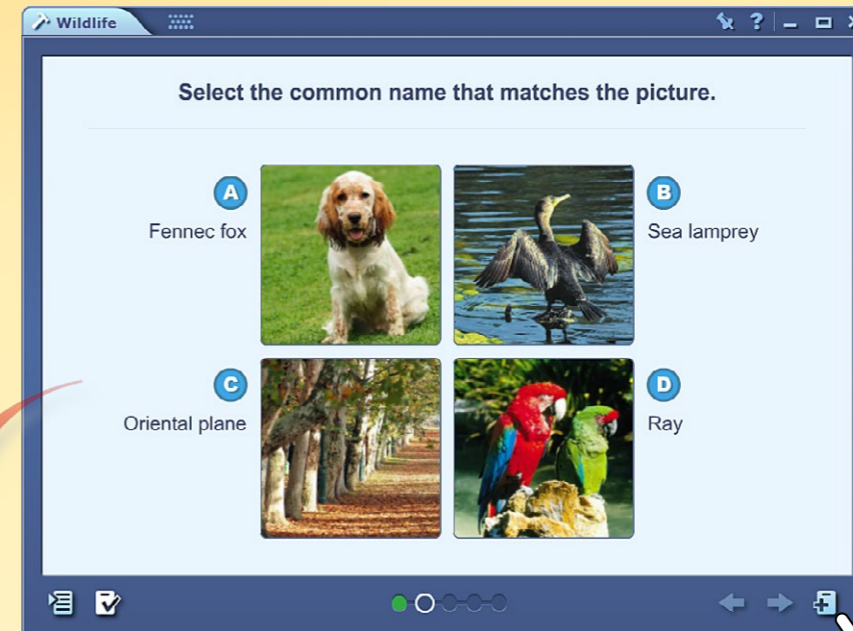 Wildlife
?
Select the common name that matches the picture.
A
Fennec fox
B
Sea lamprey
C
Oriental plane
D
Ray